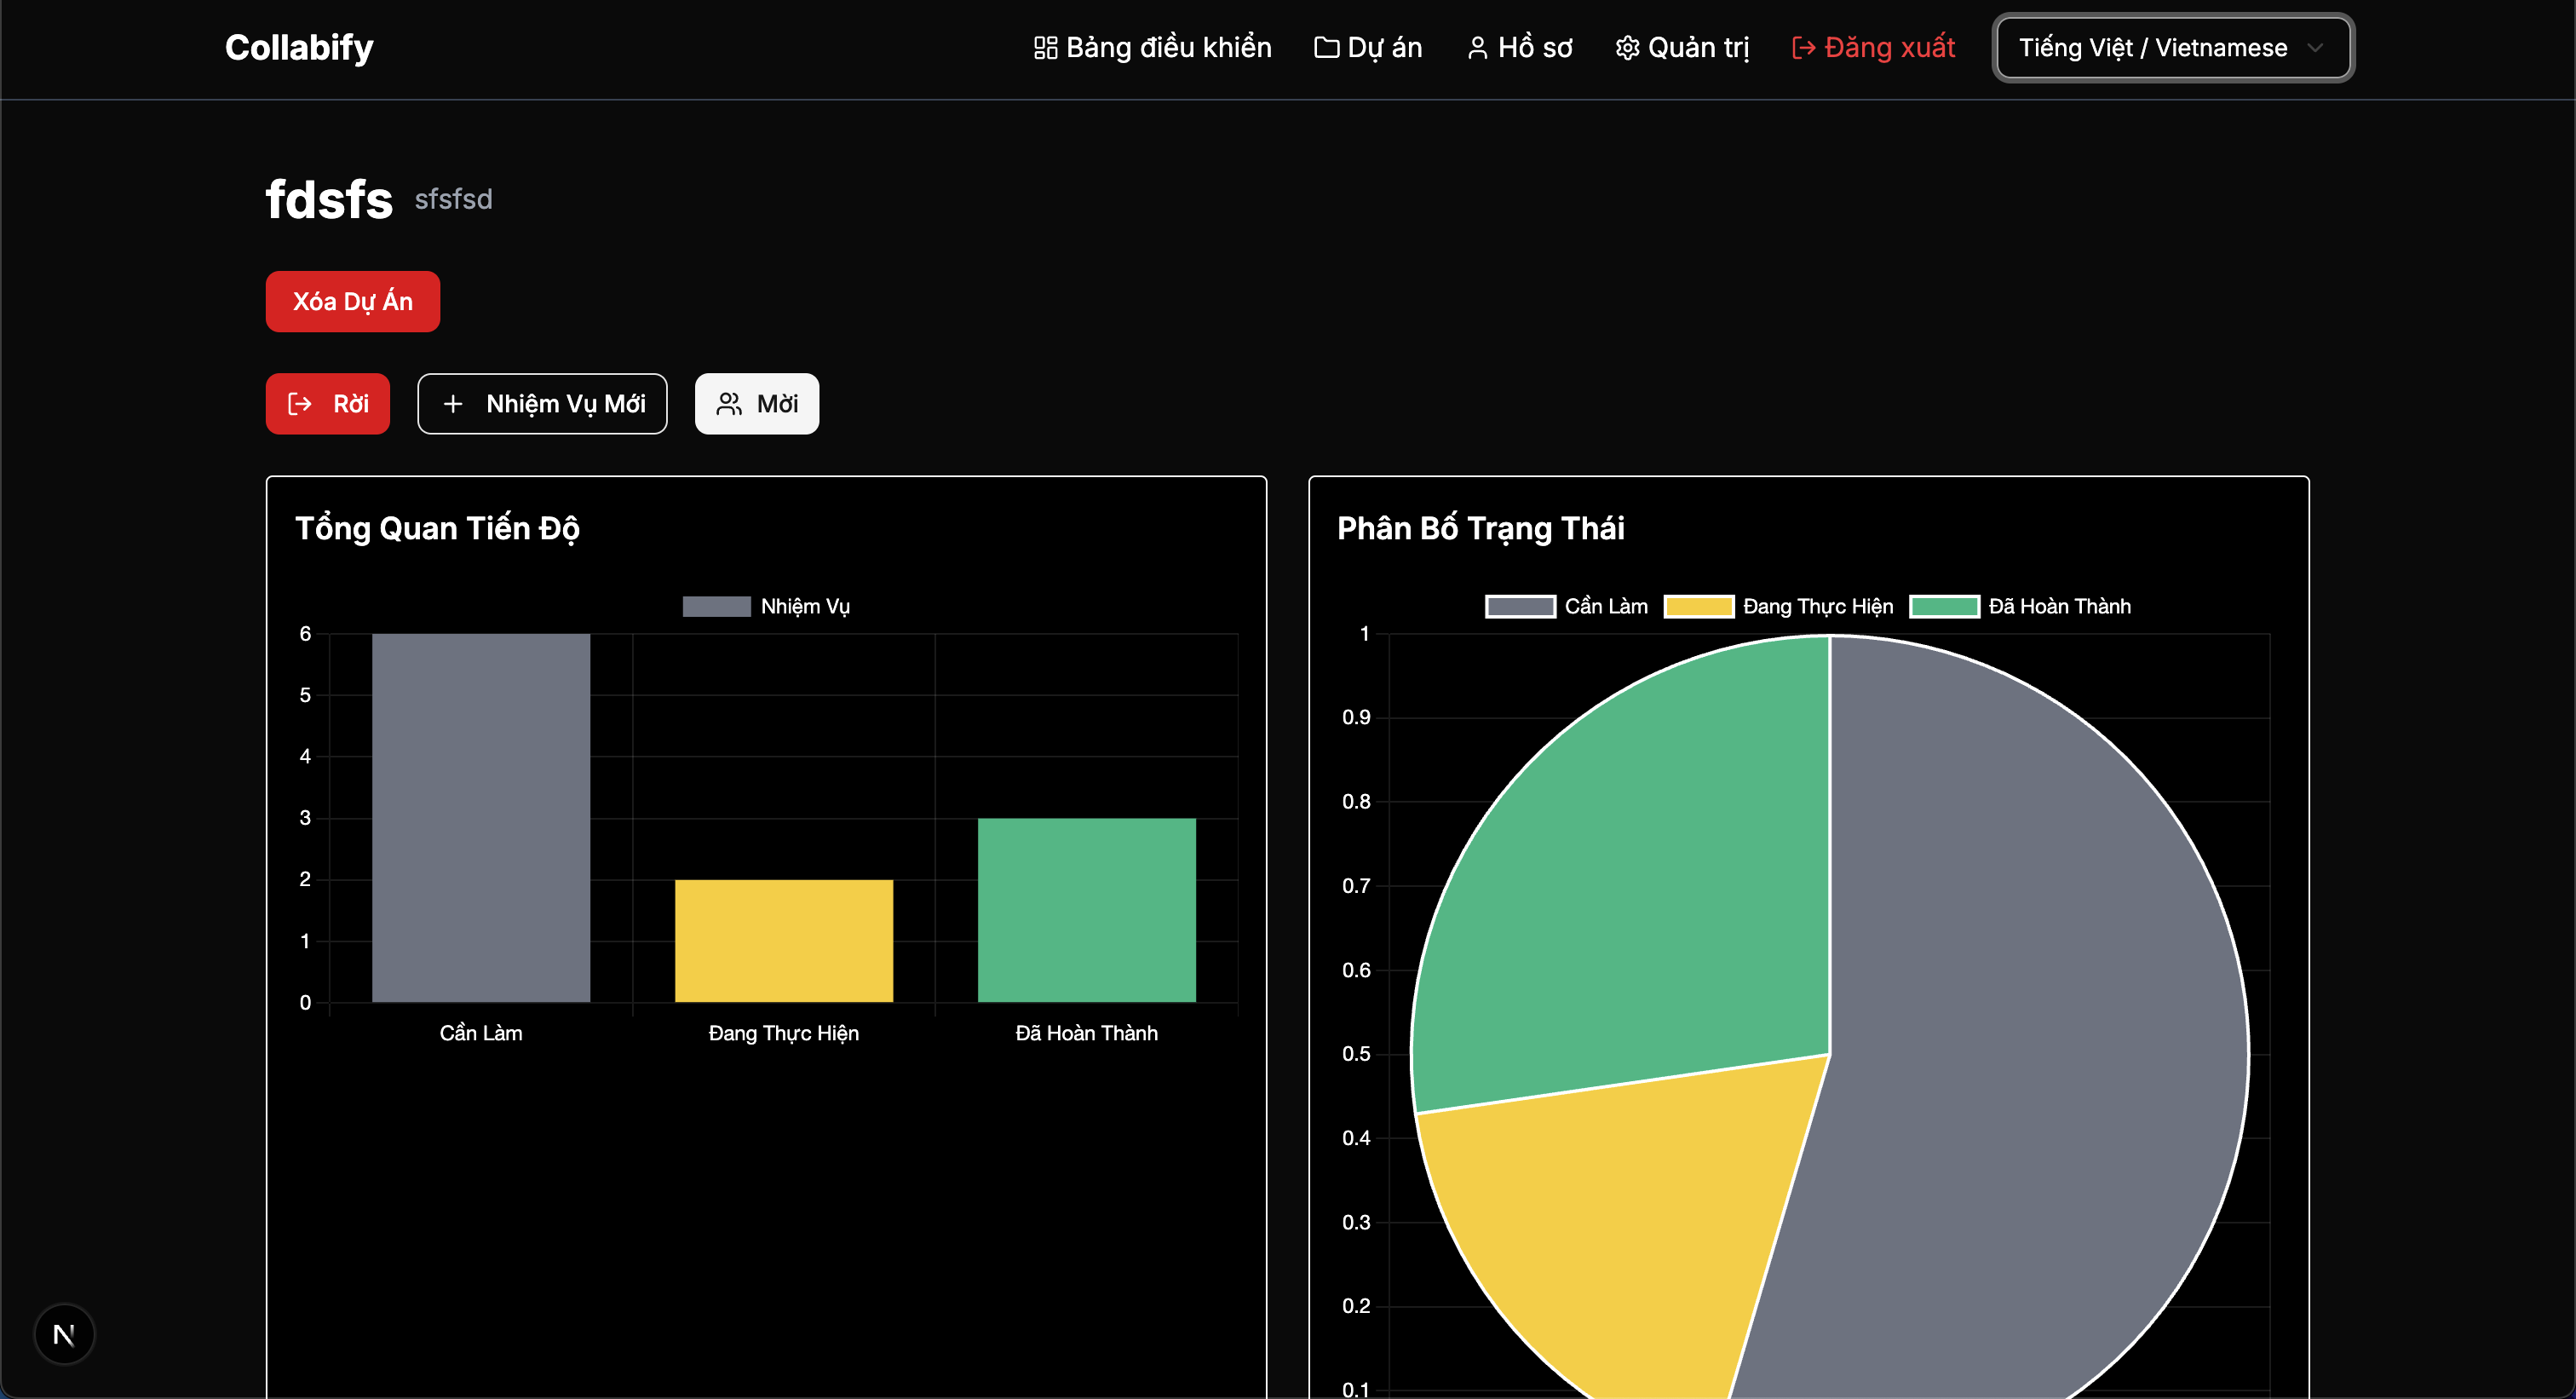 Collabify
Bảng điều khiển
Dự án
Hồ sơ
Quản trị
Đăng xuất
Tiếng Việt / Vietnamese
fdsfs sfsfsd
Xóa Dự Án
Rời
Nhiệm Vụ Mới
Mời
Tổng Quan Tiến Độ
Nhiệm Vụ
6
5
4
3
2
1
0
Cần Làm
Đang Thực Hiện
Đã Hoàn Thành
Phân Bố Trạng Thái
Cần Làm
Đang Thực Hiện
Đã Hoàn Thành
1
0.9
0.8
0.7
0.6
0.5
0.4
0.3
0.2
0.1
N